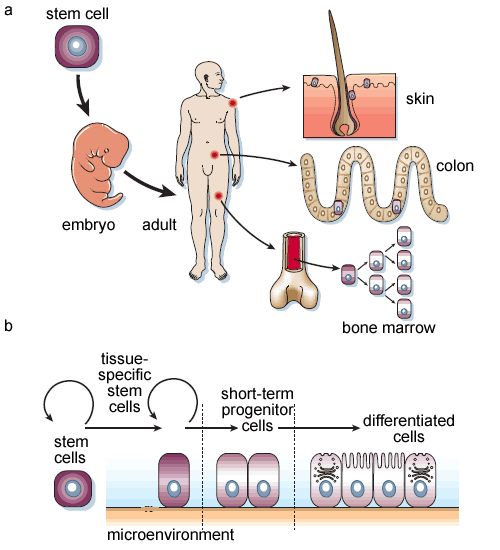 a
stem cell
skin
colon
embryo
adult
bone marrow
b
tissue-
specific
stem
cells
short-term
progenitor
cells
differentiated
cells
stem
cells
microenvironment